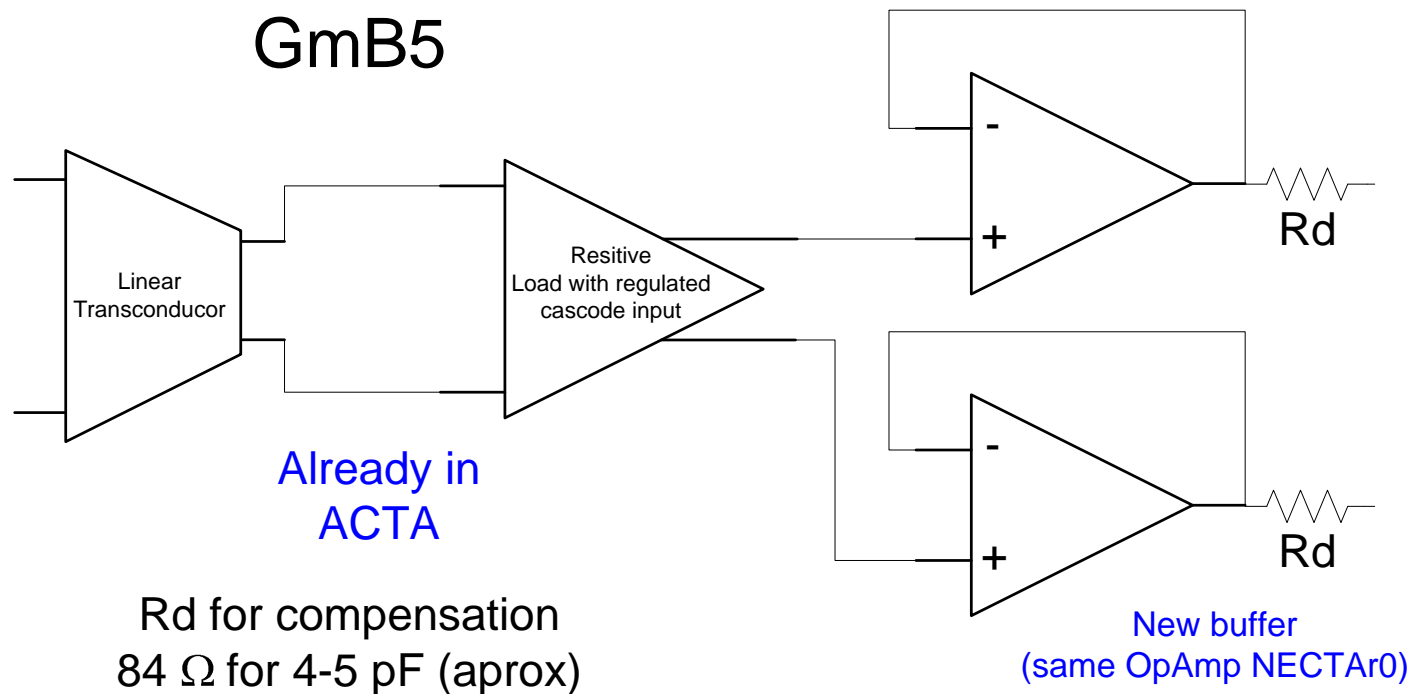 GmB5
-
+
Rd
Linear
Transconducor
Resitive
Load with regulated
cascode input
Already in
ACTA
-
+
Rd
Rd for compensation
84 Ω for 4-5 pF (aprox)
New buffer
(same OpAmp NECTAr0)